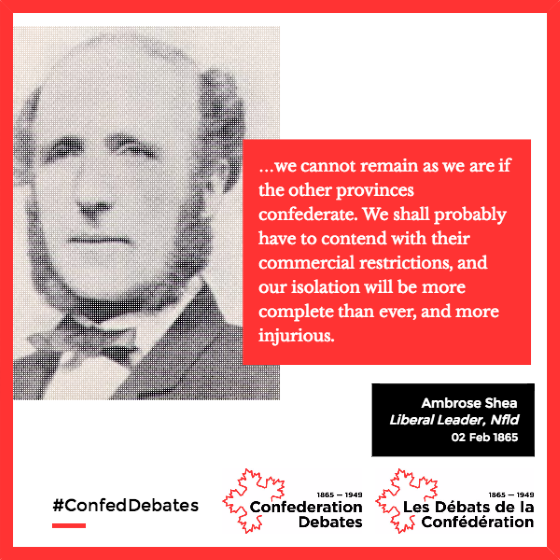 ...we cannot remain as we are if
the other provinces
confederate. We shall probably
have to contend with their
commercial restrictions, and
our isolation will be more
complete than ever, and more
injurious.
Ambrose Shea
Liberal Leader, Nfld
02 Feb 1865
#ConfedDebates
1865 — 1949
Confederation
Debates
1865 — 1949
Les Débats de la
Confédération